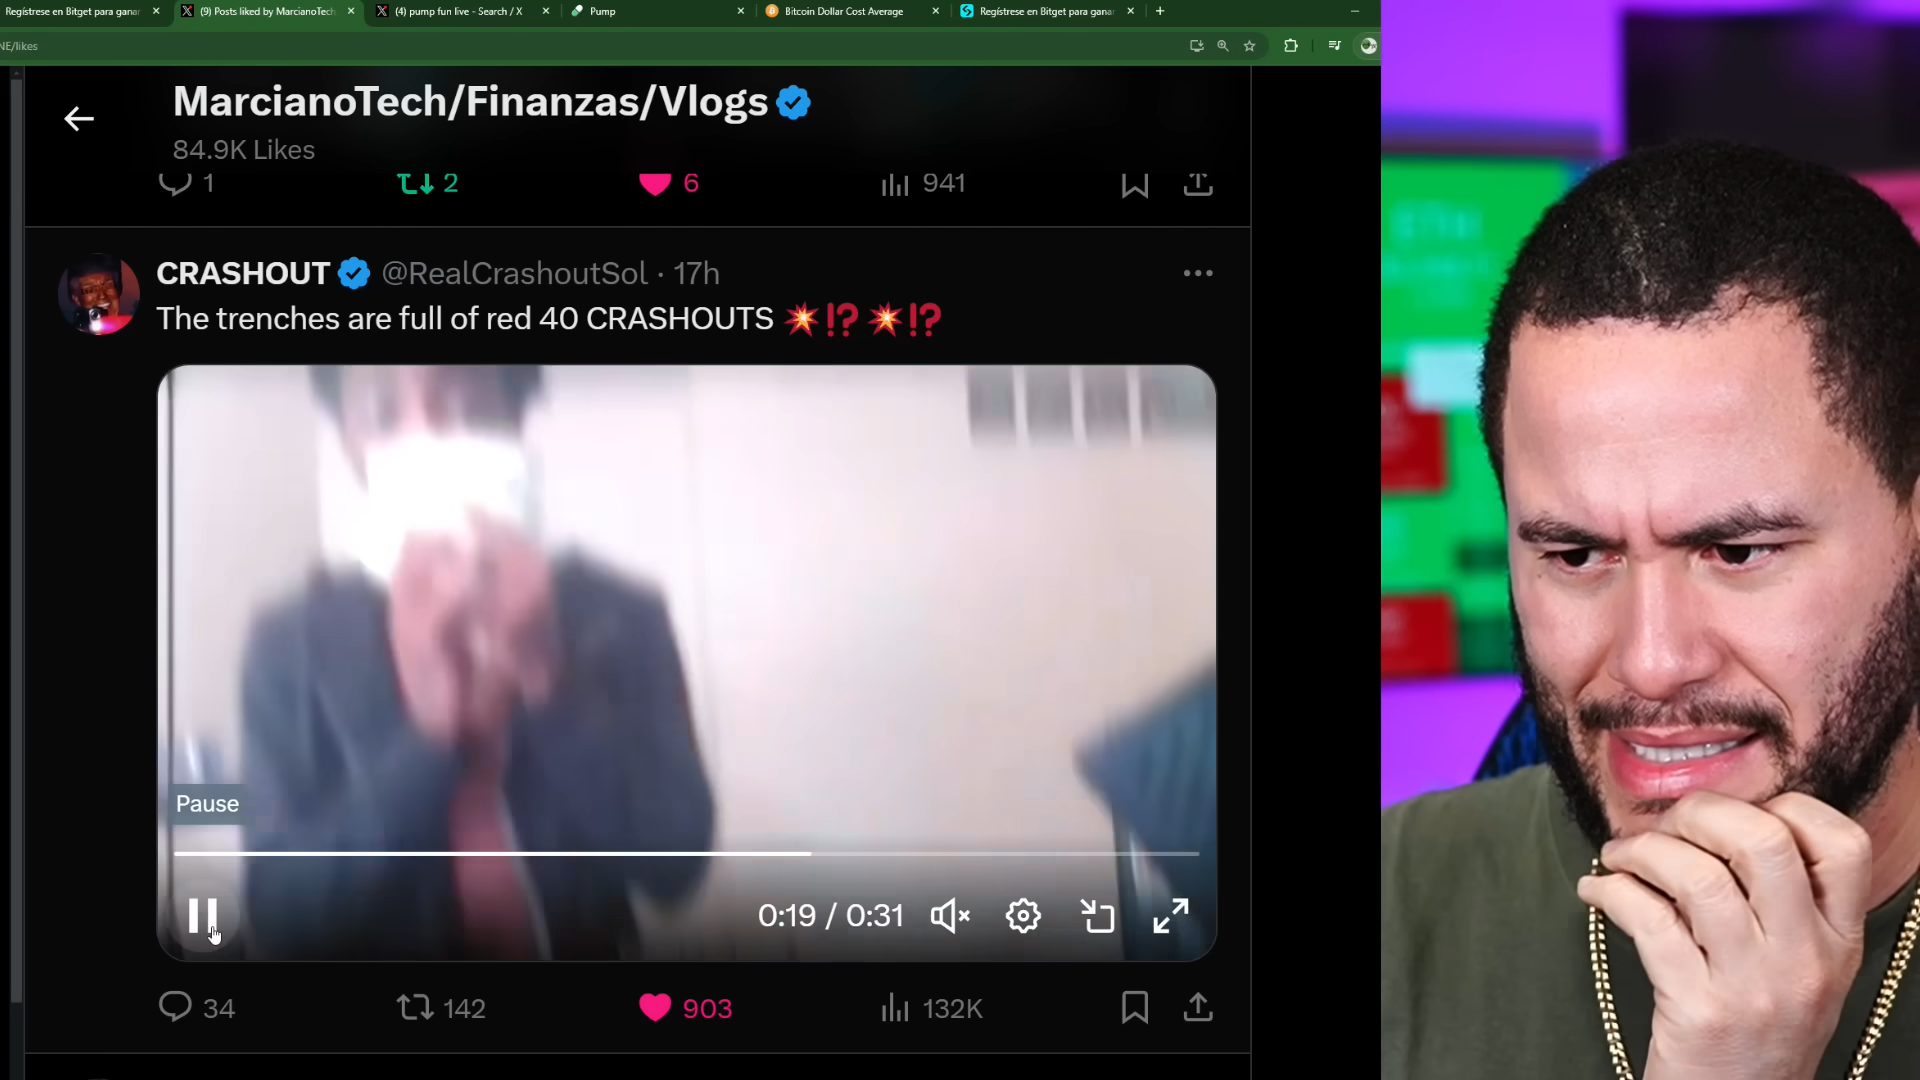 Regístrese en Bitget para ganar
(9) Posts liked by MarcianoTech
(4) pump fun live - Search / X
Pump
Bitcoin Dollar Cost Average
Regístrese en Bitget para ganar
NE/likes
MarcianoTech/Finanzas/Vlogs
84.9K Likes
1
2
6
941
CRASHOUT @RealCrashoutSol · 17h
The trenches are full of red 40 CRASHOUTS 💥⁉️💥⁉️
Pause
0:19 / 0:31
34
142
903
132K
ETH